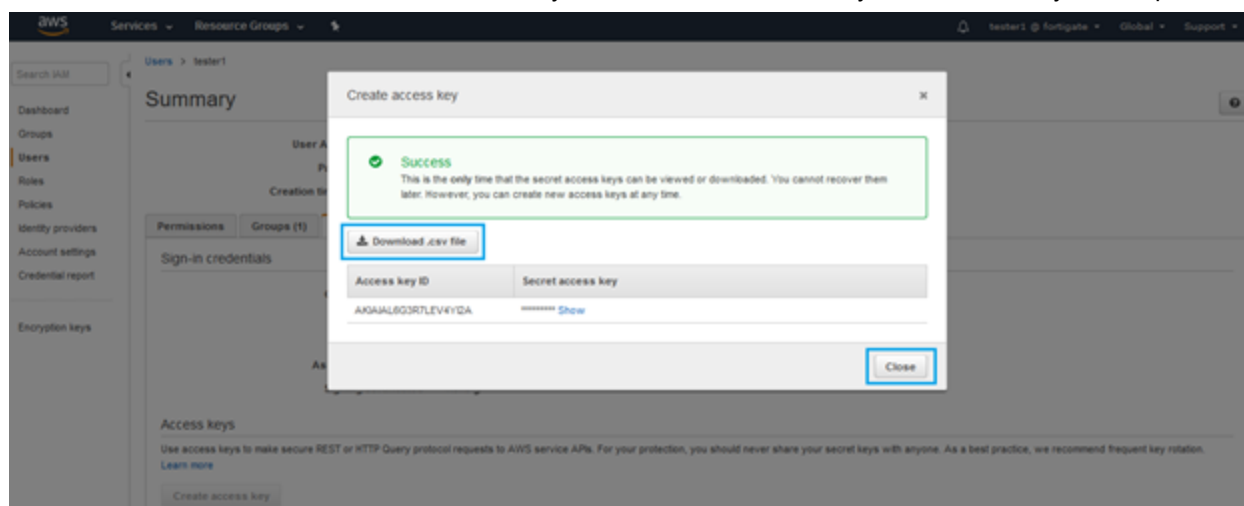 aws Services Resource Groups tester1 @ fortigate Global Support
Users > tester1
Search IAM
Summary
Dashboard
Groups
Users
Roles
Policies
Identity providers
Account settings
Credential report
Encryption keys
User A
Creation tim
Permissions Groups (1)
Sign-in credentials
As
Create access key ×
Success
This is the only time that the secret access keys can be viewed or downloaded. You cannot recover them
later. However, you can create new access keys at any time.
Download .csv file
Access key ID Secret access key
********* Show
Close
Access keys
Use access keys to make secure REST or HTTP Query protocol requests to AWS service APIs. For your protection, you should never share your secret keys with anyone. As a best practice, we recommend frequent key rotation.
Learn more
Create access key